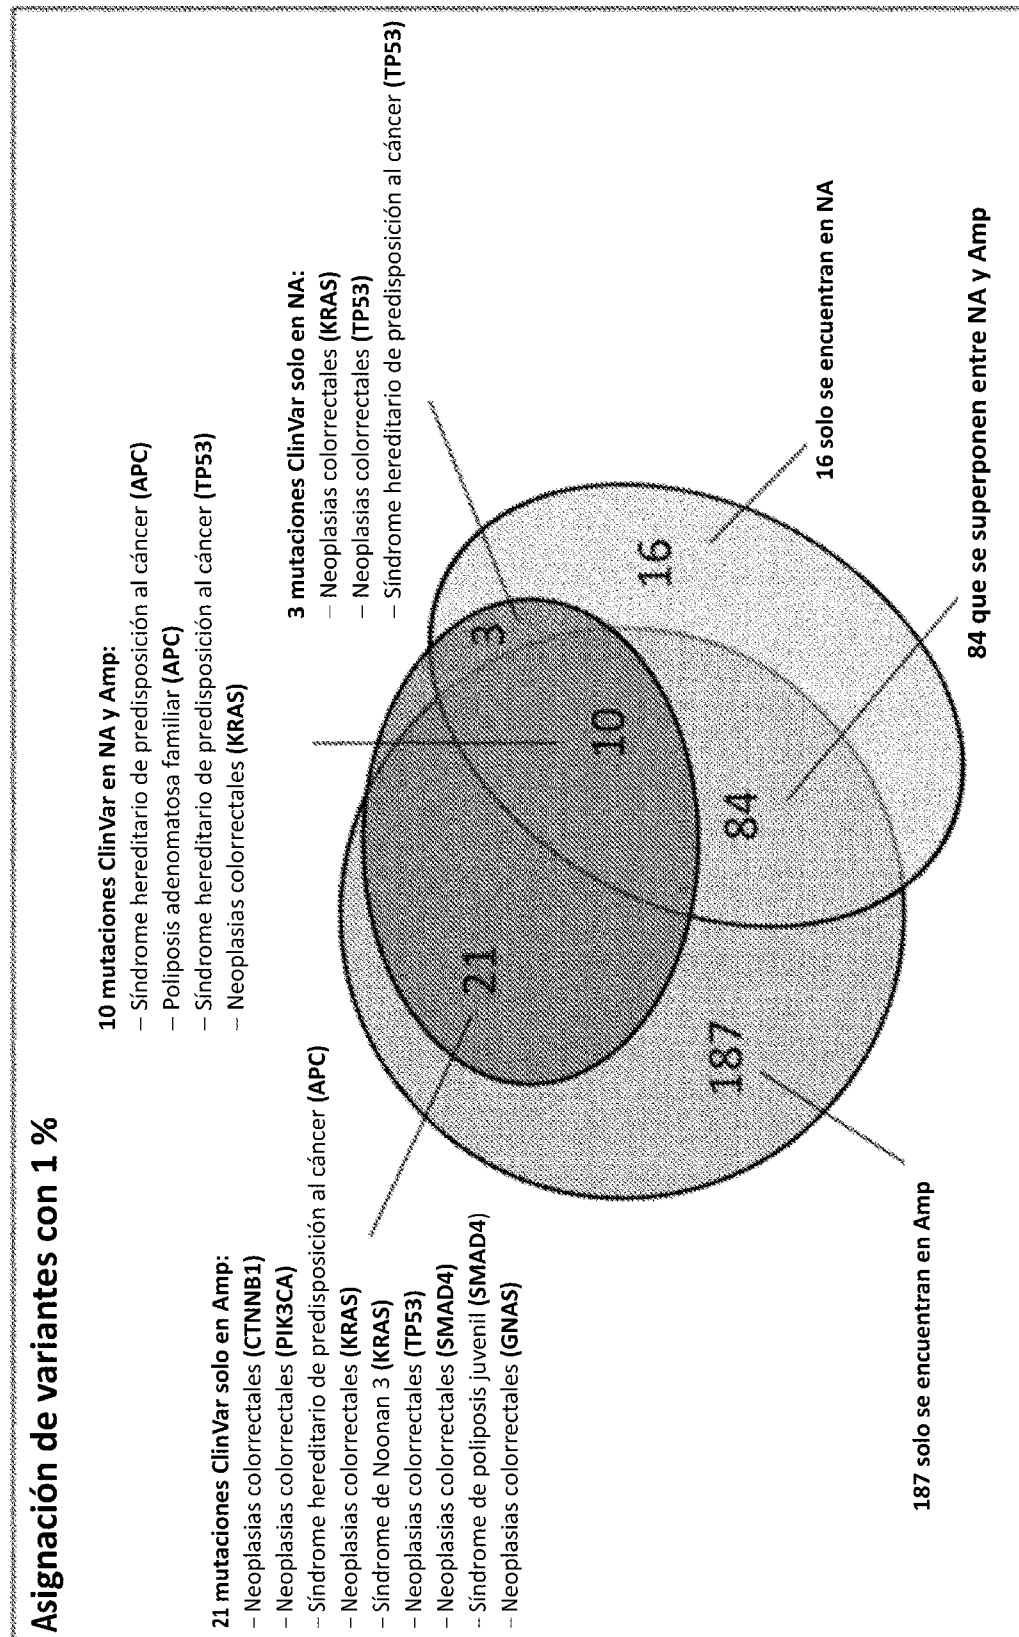 Asignación de variantes con 1 %
21 mutaciones ClinVar solo en Amp:
– Neoplasias colorrectales (CTNNB1)
– Neoplasias colorrectales (PIK3CA)
– Síndrome hereditario de predisposición al cáncer (APC)
– Neoplasias colorrectales (KRAS)
– Síndrome de Noonan 3 (KRAS)
– Neoplasias colorrectales (TP53)
– Neoplasias colorrectales (SMAD4)
– Síndrome de poliposis juvenil (SMAD4)
– Neoplasias colorrectales (GNAS)
10 mutaciones ClinVar en NA y Amp:
– Síndrome hereditario de predisposición al cáncer (APC)
– Poliposis adenomatosa familiar (APC)
– Síndrome hereditario de predisposición al cáncer (TP53)
– Neoplasias colorrectales (KRAS)
3 mutaciones ClinVar solo en NA:
– Neoplasias colorrectales (KRAS)
– Neoplasias colorrectales (TP53)
– Síndrome hereditario de predisposición al cáncer (TP53)
21
10
3
187
84
16
187 solo se encuentran en Amp
84 que se superponen entre NA y Amp
16 solo se encuentran en NA